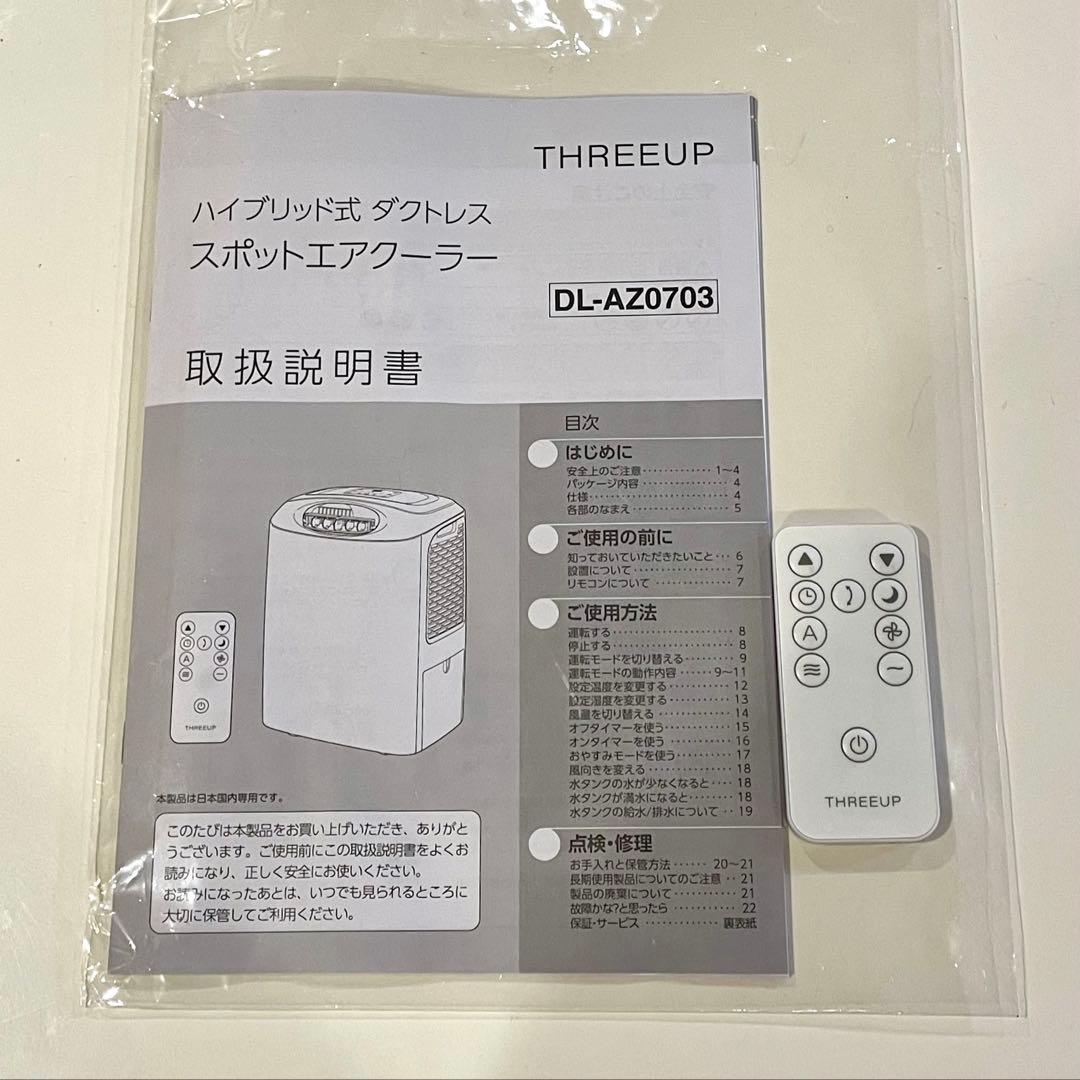 THREEUP
ハイブリッド式 ダクトレス
スポットエアクーラー
DL-AZ0703
取扱説明書
目次
はじめに
安全上のご注意・・・・・・・・・・・・・1〜4
パッケージ内容・・・・・・・・・・・・・・・・4
仕様・・・・・・・・・・・・・・・・・・・・・・・4
各部のなまえ・・・・・・・・・・・・・・・・・・5
ご使用の前に
知っておいていただきたいこと・・・6
設置について・・・・・・・・・・・・・・・・・7
リモコンについて・・・・・・・・・・・・・・7
ご使用方法
運転する・・・・・・・・・・・・・・・・・・・・8
停止する・・・・・・・・・・・・・・・・・・・・8
運転モードを切り替える・・・・・・・・9
運転モードの動作内容・・・・・・9〜11
設定温度を変更する・・・・・・・・・・・12
設定湿度を変更する・・・・・・・・・・・13
風量を切り替える・・・・・・・・・・・・・14
オフタイマーを使う・・・・・・・・・・・15
オンタイマーを使う・・・・・・・・・・・16
おやすみモードを使う・・・・・・・・・17
風向きを変える・・・・・・・・・・・・・・18
水タンクの水が少なくなると・・・・18
水タンクが満水になると・・・・・・・18
水タンクの給水/排水について・・19
点検・修理
お手入れと保管方法・・・・・・20〜21
長期使用製品についてのご注意・・21
製品の廃棄について・・・・・・・・・・・21
故障かな?と思ったら・・・・・・・・・・22
保証・サービス・・・・・・・・・・・・・裏表紙
A
THREEUP
本製品は日本国内専用です。
このたびは本製品をお買い上げいただき、ありがと
うございます。ご使用前にこの取扱説明書をよくお
読みになり、正しく安全にお使いください。
お読みになったあとは、いつでも見られるところに
大切に保管してご利用ください。
A
THREEUP